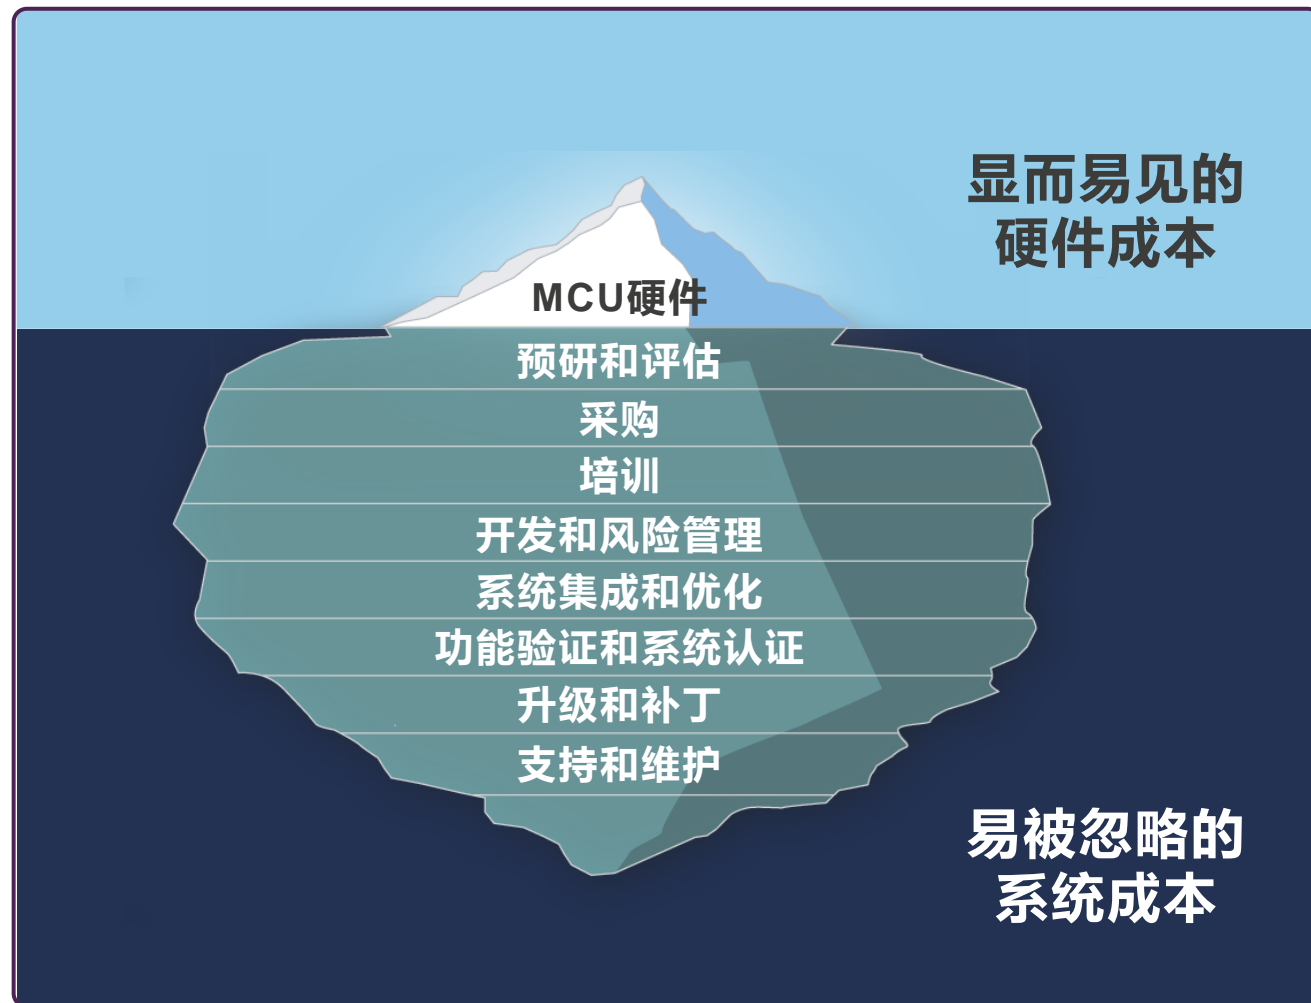 显而易见的
硬件成本
MCU硬件
预研和评估
采购
培训
开发和风险管理
系统集成和优化
功能验证和系统认证
升级和补丁
支持和维护
易被忽略的
系统成本